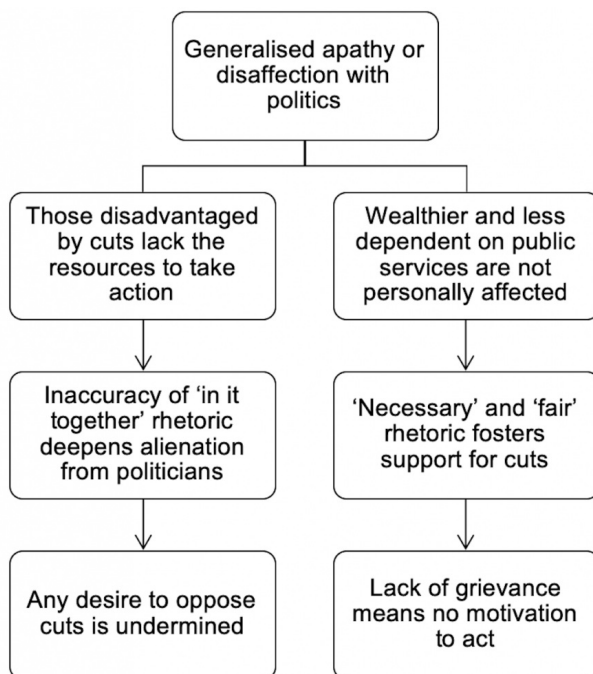 Generalised apathy or
disaffection with
politics
Those disadvantaged
by cuts lack the
resources to take
action
Wealthier and less
dependent on public
services are not
personally affected
Inaccuracy of ‘in it
together’ rhetoric
deepens alienation
from politicians
‘Necessary’ and ‘fair’
rhetoric fosters
support for cuts
Any desire to oppose
cuts is undermined
Lack of grievance
means no motivation
to act